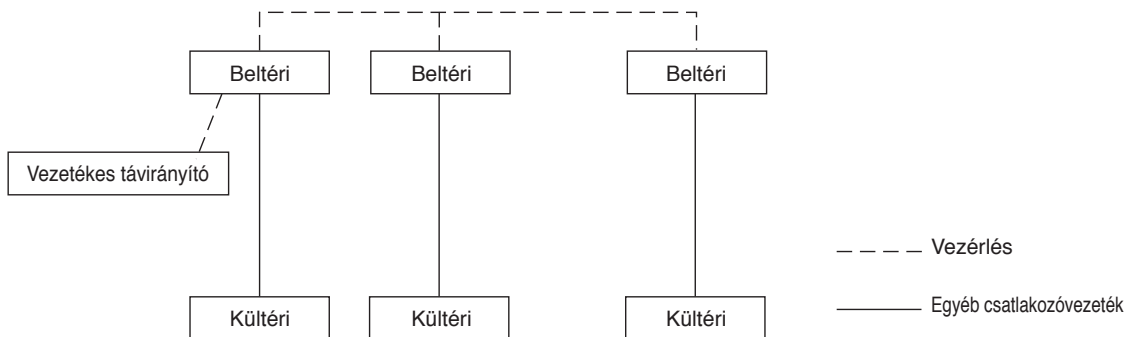 Beltéri
Beltéri
Beltéri
Vezetékes távirányító
Vezérlés
Egyéb csatlakozóvezeték
Kültéri
Kültéri
Kültéri